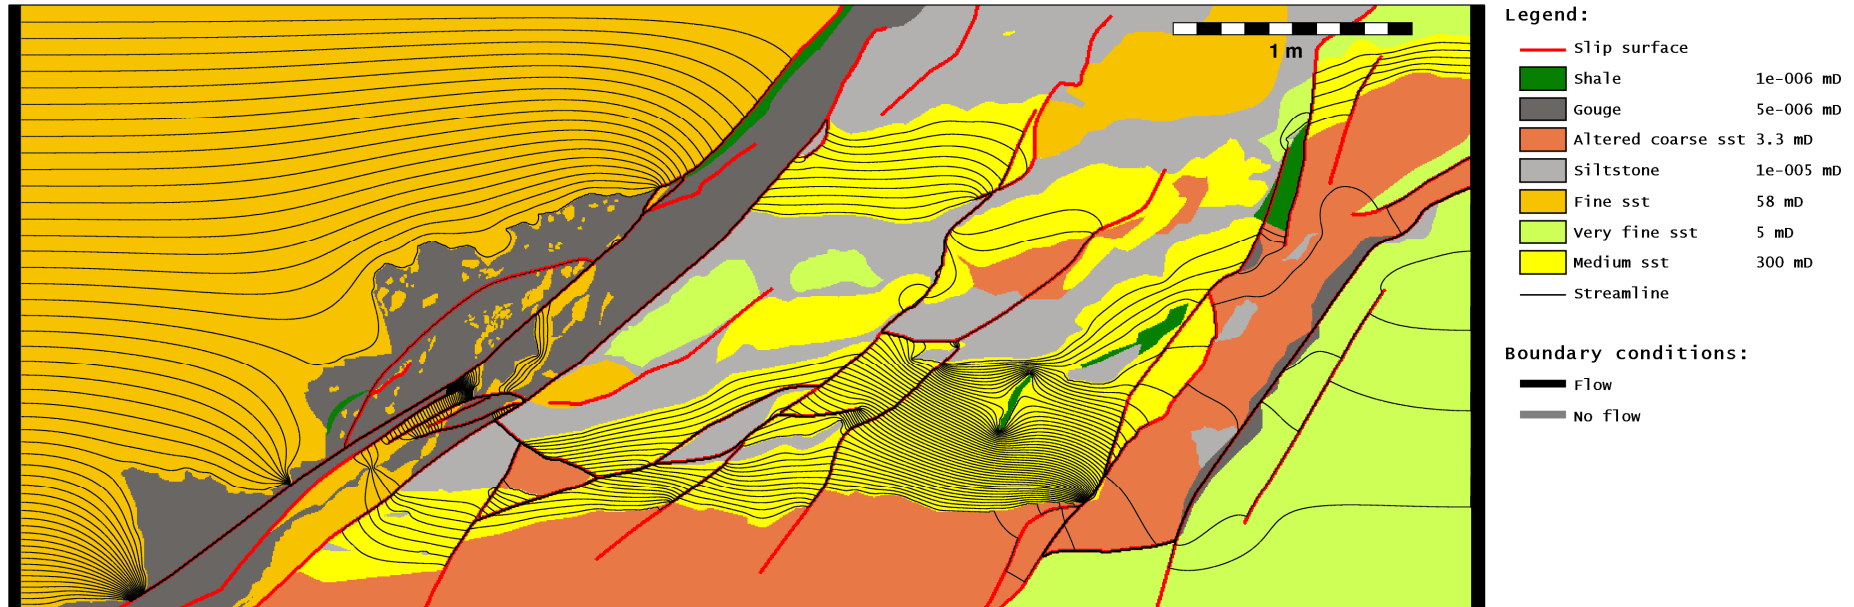 1 m
Legend:
Slip surface
Shale 1e-006 mD
Gouge 5e-006 mD
Altered coarse sst 3.3 mD
Siltstone 1e-005 mD
Fine sst 58 mD
Very fine sst 5 mD
Medium sst 300 mD
Streamline
Boundary conditions:
Flow
No flow